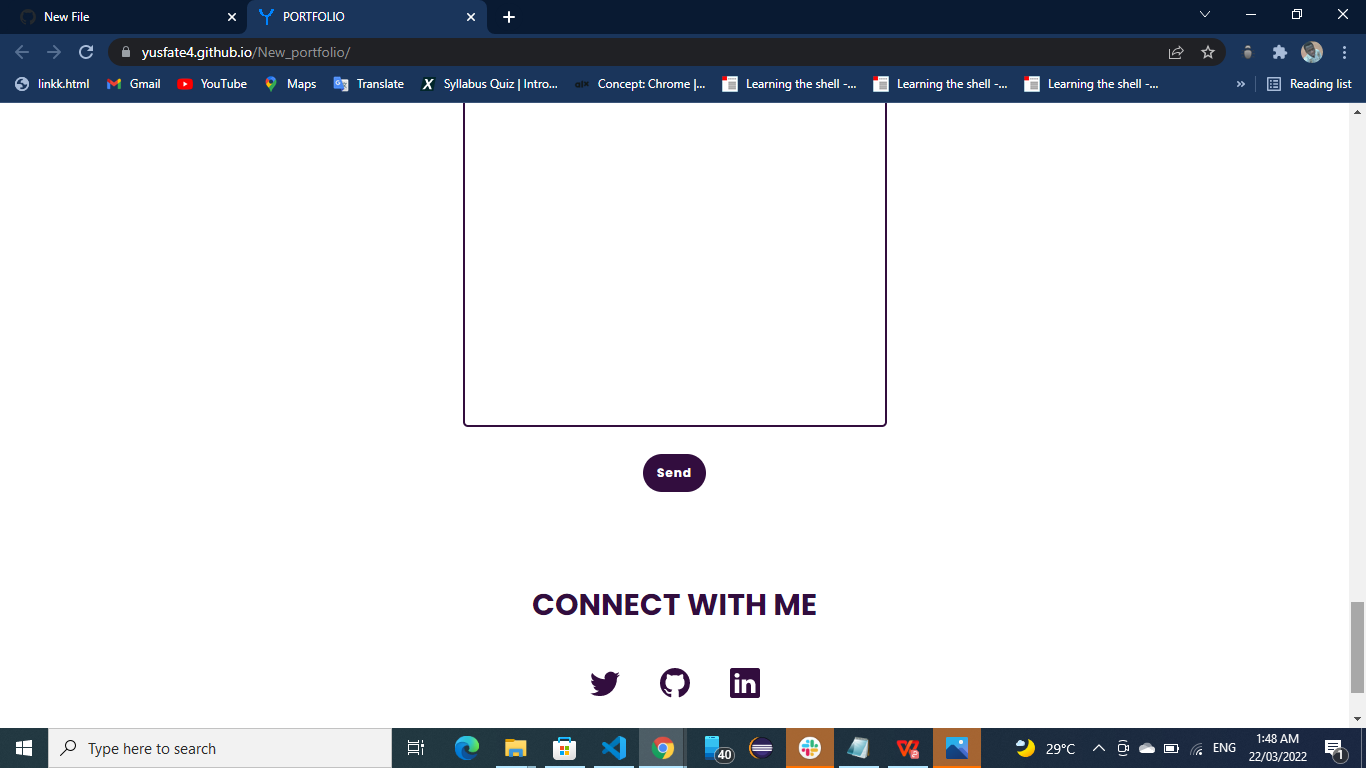 New File
PORTFOLIO
yusfate4.github.io/New_portfolio/
linkk.html
Gmail
YouTube
Maps
Translate
Syllabus Quiz | Intro...
Concept: Chrome |...
Learning the shell -...
Learning the shell -...
Learning the shell -...
»
Reading list
Send
CONNECT WITH ME
in
Type here to search
40
29°C
ENG
1:48 AM
22/03/2022
1